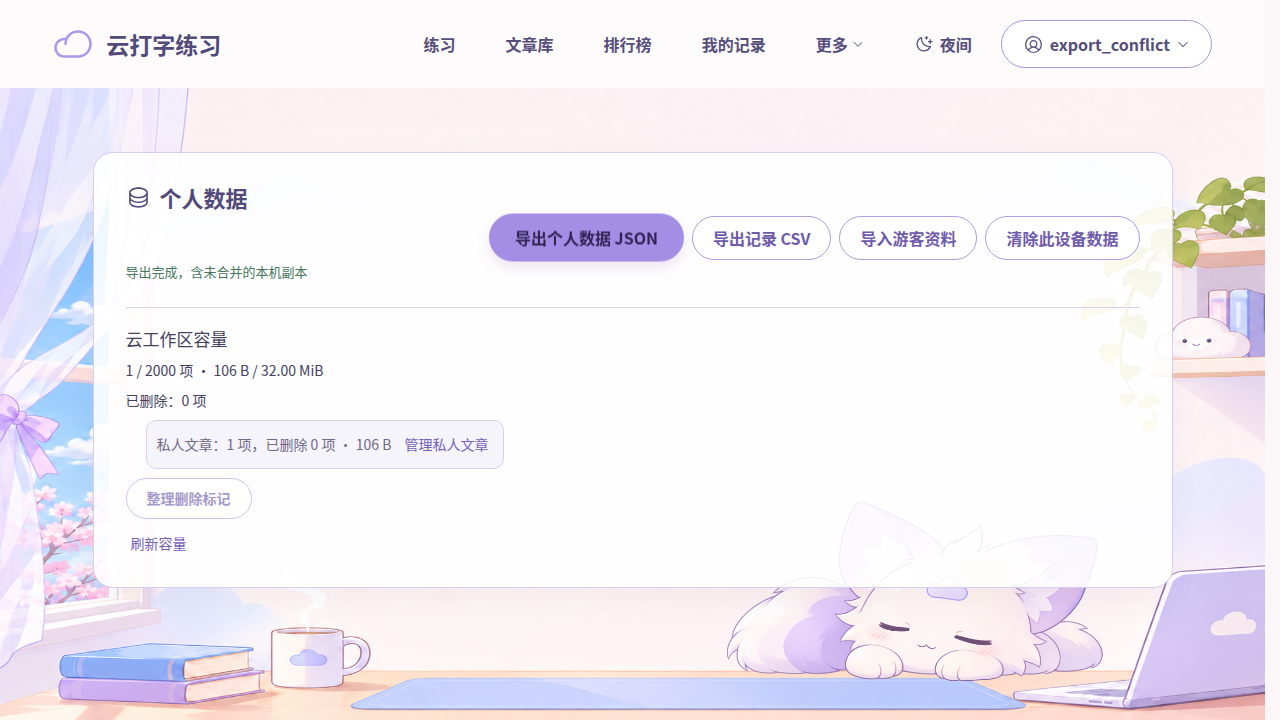 云打字练习
练习
文章库
排行榜
我的记录
更多
夜间
export_conflict
个人数据
导出个人数据 JSON
导出记录 CSV
导入游客资料
清除此设备数据
导出完成，含未合并的本机副本
云工作区容量
1 / 2000 项 · 106 B / 32.00 MiB
已删除：0 项
私人文章：1 项，已删除 0 项 · 106 B 管理私人文章
整理删除标记
刷新容量